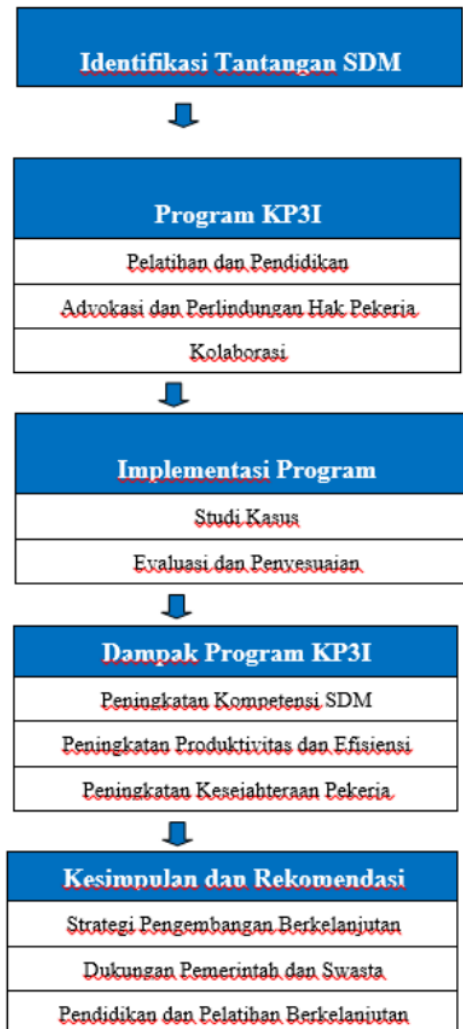 Identifikasi Tantangan SDM
Program KP3I
Pelatihan dan Pendidikan
Advokasi dan Perlindungan Hak Pekerja
Kolaborasi
Implementasi Program
Studi Kasus
Evaluasi dan Penyesuaian
Dampak Program KP3I
Peningkatan Kompetensi SDM
Peningkatan Produktivitas dan Efisiensi
Peningkatan Kesejahteraan Pekerja
Kesimpulan dan Rekomendasi
Strategi Pengembangan Berkelanjutan
Dukungan Pemerintah dan Swasta
Pendidikan dan Pelatihan Berkelanjutan